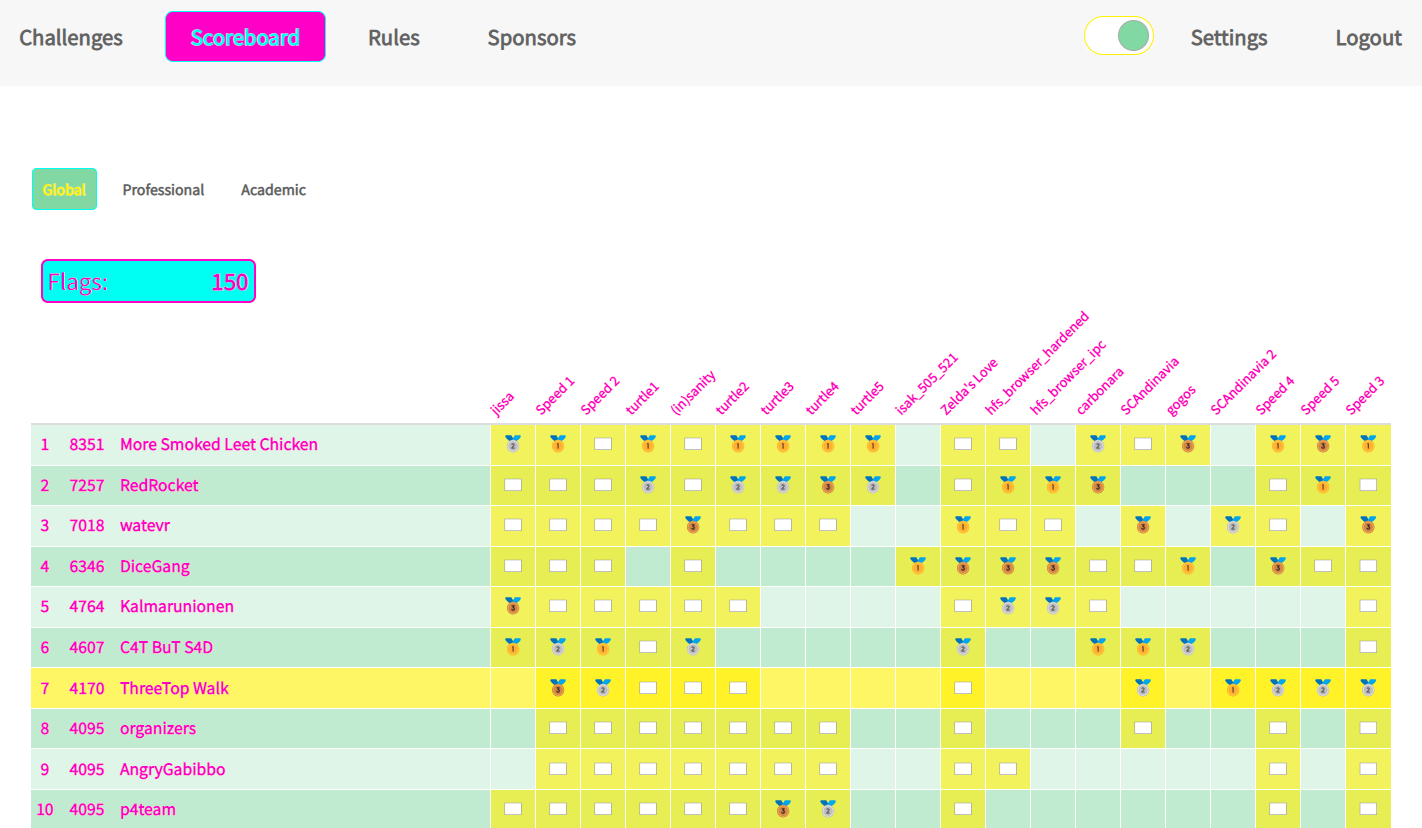 Challenges Scoreboard Rules Sponsors Settings Logout
Global Professional Academic
Flags: 150
jissa Speed 1 Speed 2 turtle1 (in)sanity turtle2 turtle3 turtle4 turtle5 isak_505_521 Zelda's Love hfs_browser_hardened hfs_browser_ipc carbonara SCAndinavia gogos SCAndinavia 2 Speed 4 Speed 5 Speed 3
1 8351 More Smoked Leet Chicken 2 1 1 1 1 1 1 2 3 1 3 1
2 7257 RedRocket 2 2 2 3 2 1 1 3 1
3 7018 watevr 3 1 3 2 3
4 6346 DiceGang 1 3 3 3 1 3
5 4764 Kalmarunionen 3 2 2
6 4607 C4T BuT S4D 1 2 1 2 2 1 1 2
7 4170 ThreeTop Walk 3 2 2 1 2 2 2
8 4095 organizers
9 4095 AngryGabibbo
10 4095 p4team 3 2